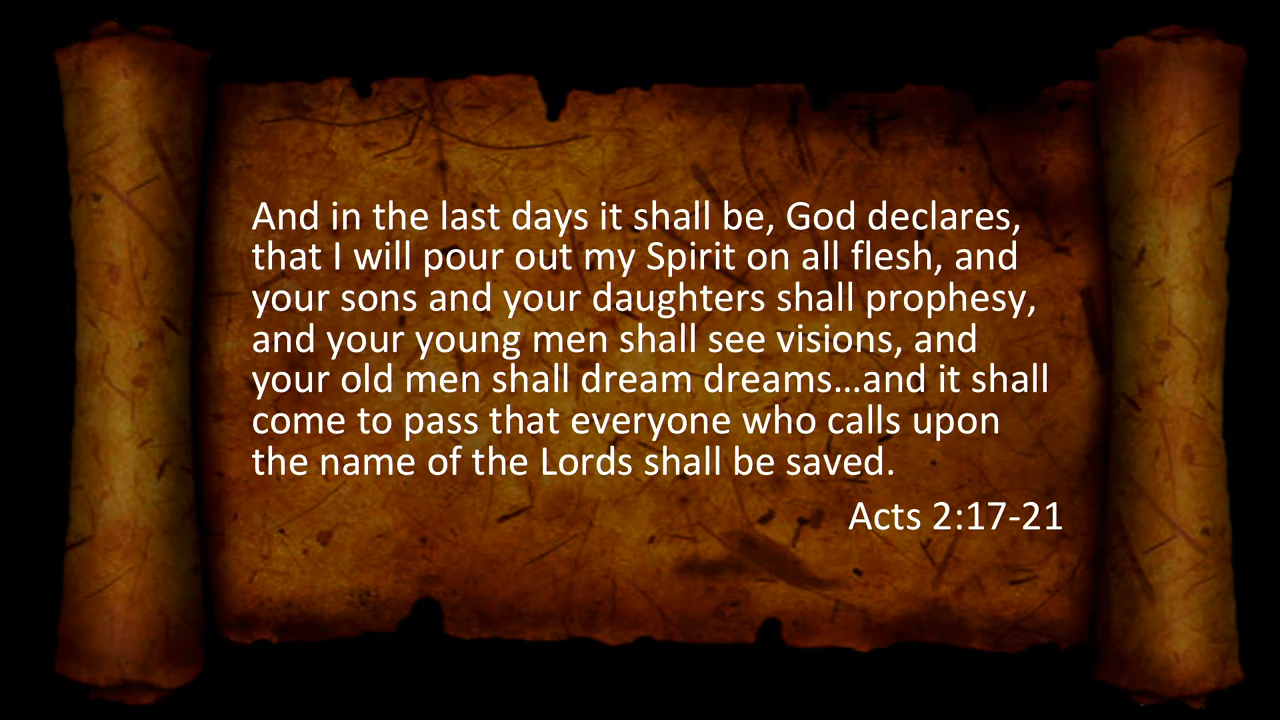 And in the last days it shall be, God declares,
that I will pour out my Spirit on all flesh, and
your sons and your daughters shall prophesy,
and your young men shall see visions, and
your old men shall dream dreams…and it shall
come to pass that everyone who calls upon
the name of the Lords shall be saved.
Acts 2:17-21